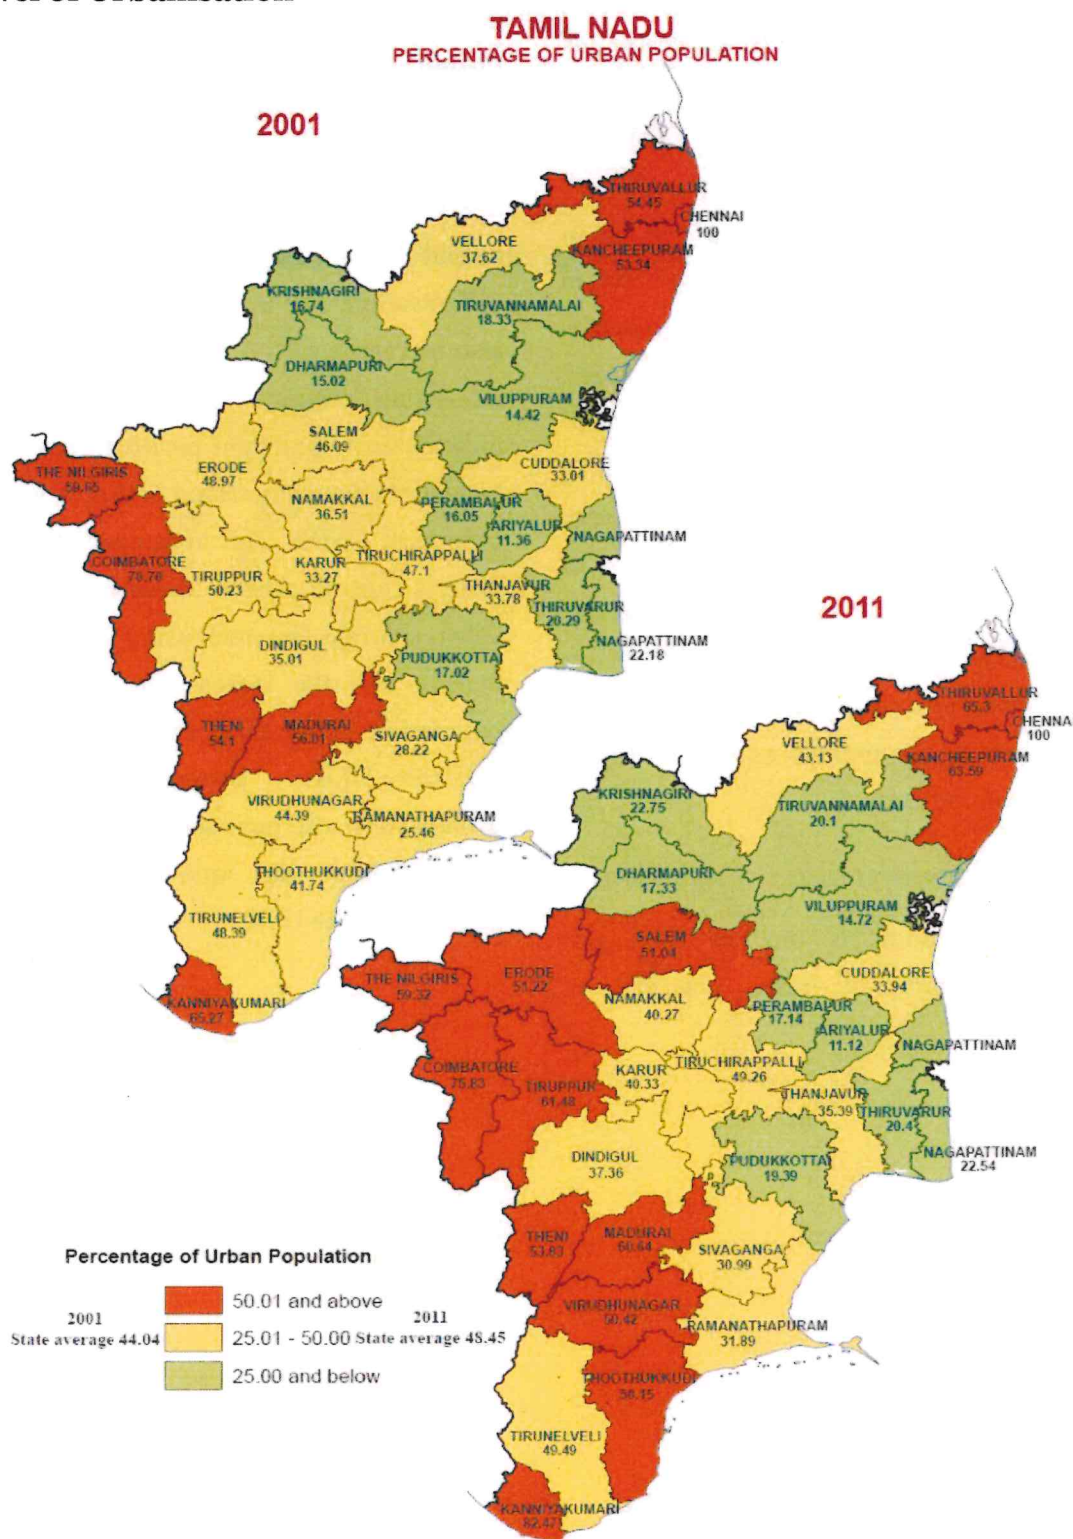 TAMIL NADU
PERCENTAGE OF URBAN POPULATION
2001
THIRUVALLUR
54.45
CHENNAI
100
VELLORE
37.62
KANCHEEPURAM
53.34
KRISHNAGIRI
16.74
TIRUVANNAMALAI
18.33
DHARMAPURI
15.02
VILUPPURAM
14.42
SALEM
46.09
THE NILGIRIS
59.65
ERODE
48.97
CUDDALORE
33.01
NAMAKKAL
36.51
PERAMBALUR
16.05
ARIYALUR
11.36
NAGAPATTINAM
COIMBATORE
TIRUPPUR
50.23
KARUR
33.27
TIRUCHIRAPPALLI
47.1
THANJAVUR
33.78
THIRUVARUR
20.29
NAGAPATTINAM
22.18
DINDIGUL
35.01
PUDUKKOTTAI
17.02
THENI
54.1
MADURAI
56.01
SIVAGANGA
28.22
VIRUDHUNAGAR
44.39
RAMANATHAPURAM
25.46
THOOTHUKKUDI
41.74
TIRUNELVELI
48.39
KANNIYAKUMARI
65.27
2011
THIRUVALLUR
65.3
CHENNAI
100
VELLORE
43.13
KANCHEEPURAM
63.59
KRISHNAGIRI
22.75
TIRUVANNAMALAI
20.1
DHARMAPURI
17.33
VILUPPURAM
14.72
SALEM
51.04
THE NILGIRIS
59.32
ERODE
51.22
CUDDALORE
33.94
NAMAKKAL
40.27
PERAMBALUR
17.14
ARIYALUR
11.12
NAGAPATTINAM
COIMBATORE
75.83
TIRUPPUR
61.48
KARUR
40.33
TIRUCHIRAPPALLI
49.26
THANJAVUR
35.39
THIRUVARUR
20.4
NAGAPATTINAM
22.54
DINDIGUL
37.36
PUDUKKOTTAI
19.39
THENI
53.83
MADURAI
60.64
SIVAGANGA
30.99
VIRUDHUNAGAR
50.42
RAMANATHAPURAM
31.89
THOOTHUKKUDI
TIRUNELVELI
49.49
KANNIYAKUMARI
82.47
Percentage of Urban Population
50.01 and above
2001
State average 44.04
25.01 - 50.00
2011
State average 48.45
25.00 and below